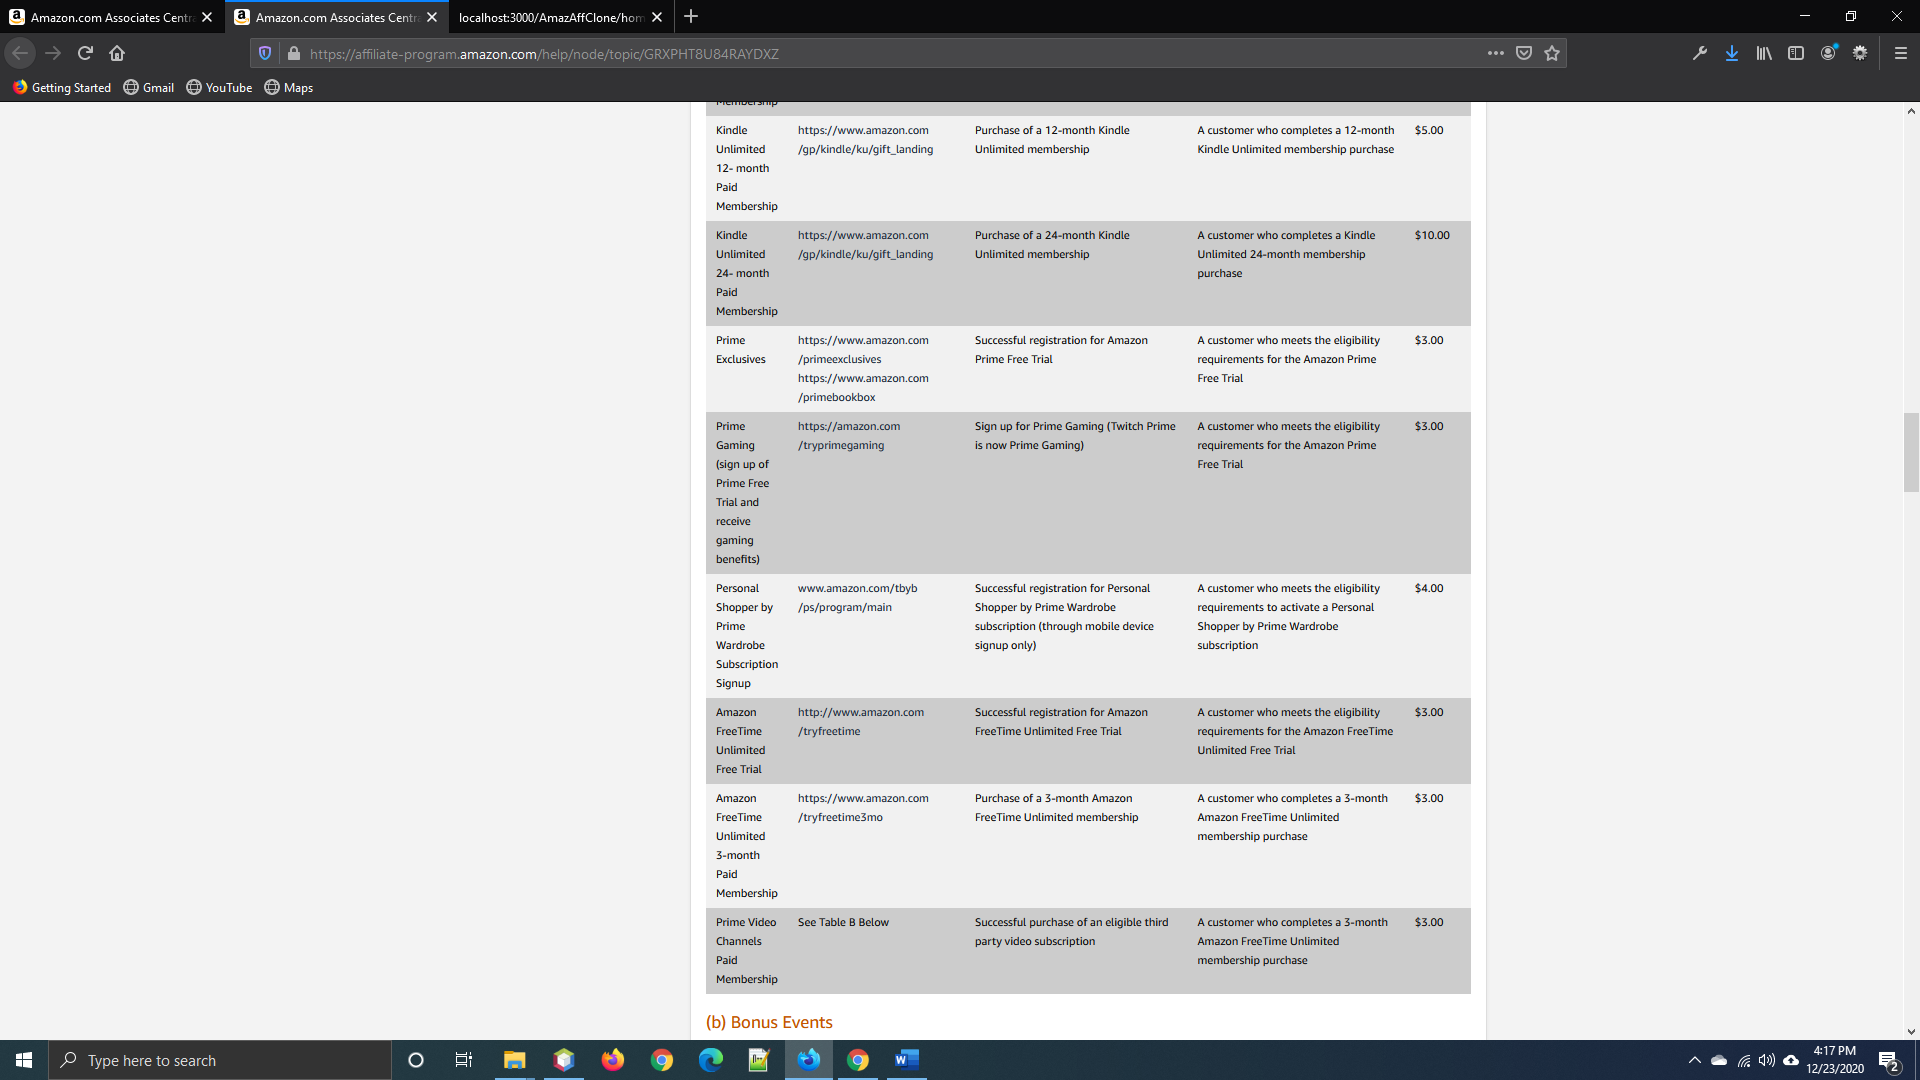 Amazon.com Associates Centr
Amazon.com Associates Centr
localhost:3000/AmazAffClone/hom
https://affiliate-program.amazon.com/help/node/topic/GRXPHT8U84RAYDXZ
Getting Started
Gmail
YouTube
Maps
Membership
Kindle
Unlimited
12- month
Paid
Membership
https://www.amazon.com
/gp/kindle/ku/gift_landing
Purchase of a 12-month Kindle
Unlimited membership
A customer who completes a 12-month
Kindle Unlimited membership purchase
$5.00
Kindle
Unlimited
24- month
Paid
Membership
https://www.amazon.com
/gp/kindle/ku/gift_landing
Purchase of a 24-month Kindle
Unlimited membership
A customer who completes a Kindle
Unlimited 24-month membership
purchase
$10.00
Prime
Exclusives
https://www.amazon.com
/primeexclusives
https://www.amazon.com
/primebookbox
Successful registration for Amazon
Prime Free Trial
A customer who meets the eligibility
requirements for the Amazon Prime
Free Trial
$3.00
Prime
Gaming
(sign up of
Prime Free
Trial and
receive
gaming
benefits)
https://amazon.com
/tryprimegaming
Sign up for Prime Gaming (Twitch Prime
is now Prime Gaming)
A customer who meets the eligibility
requirements for the Amazon Prime
Free Trial
$3.00
Personal
Shopper by
Prime
Wardrobe
Subscription
Signup
www.amazon.com/tbyb
/ps/program/main
Successful registration for Personal
Shopper by Prime Wardrobe
subscription (through mobile device
signup only)
A customer who meets the eligibility
requirements to activate a Personal
Shopper by Prime Wardrobe
subscription
$4.00
Amazon
FreeTime
Unlimited
Free Trial
http://www.amazon.com
/tryfreetime
Successful registration for Amazon
FreeTime Unlimited Free Trial
A customer who meets the eligibility
requirements for the Amazon FreeTime
Unlimited Free Trial
$3.00
Amazon
FreeTime
Unlimited
3-month
Paid
Membership
https://www.amazon.com
/tryfreetime3mo
Purchase of a 3-month Amazon
FreeTime Unlimited membership
A customer who completes a 3-month
Amazon FreeTime Unlimited
membership purchase
$3.00
Prime Video
Channels
Paid
Membership
See Table B Below
Successful purchase of an eligible third
party video subscription
A customer who completes a 3-month
Amazon FreeTime Unlimited
membership purchase
$3.00
(b) Bonus Events
Type here to search
4:17 PM
12/23/2020
2